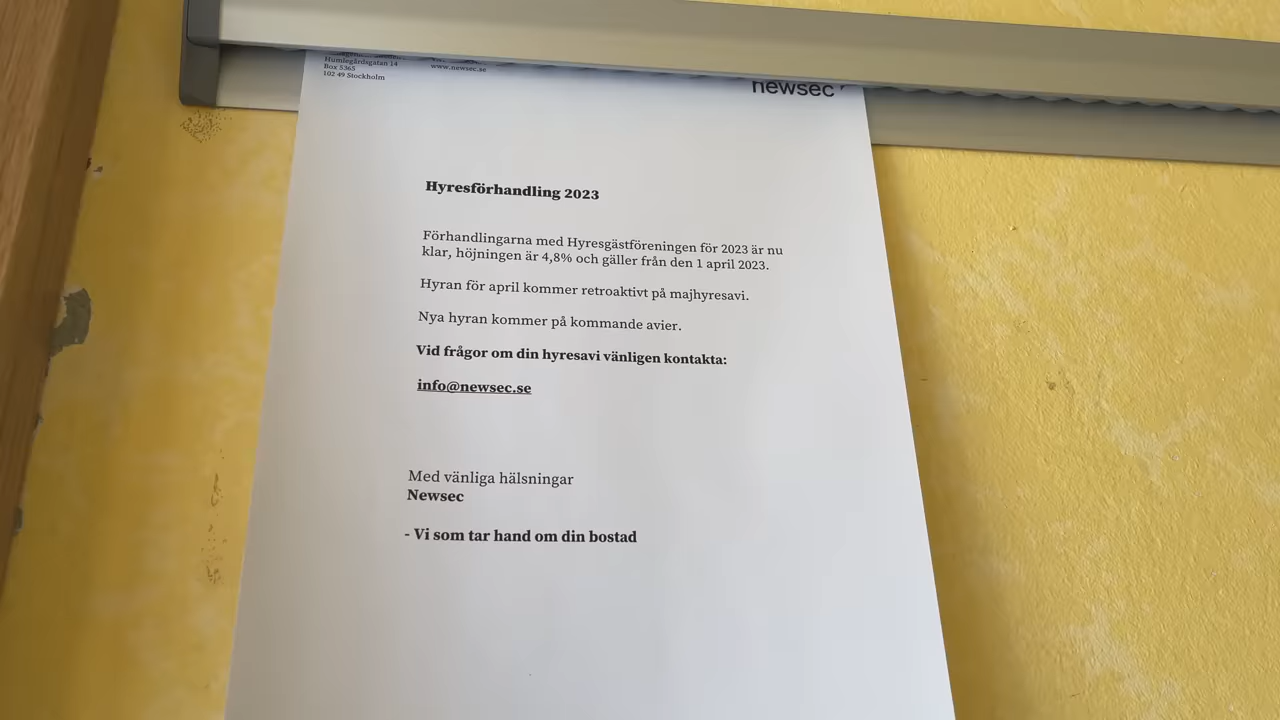 Humlegårdsgatan 14
Box 5365
102 49 Stockholm
www.newsec.se
newsec
Hyresförhandling 2023
Förhandlingarna med Hyresgästföreningen för 2023 är nu
klar, höjningen är 4,8% och gäller från den 1 april 2023.
Hyran för april kommer retroaktivt på majhyresavi.
Nya hyran kommer på kommande avier.
Vid frågor om din hyresavi vänligen kontakta:
info@newsec.se
Med vänliga hälsningar
Newsec
- Vi som tar hand om din bostad